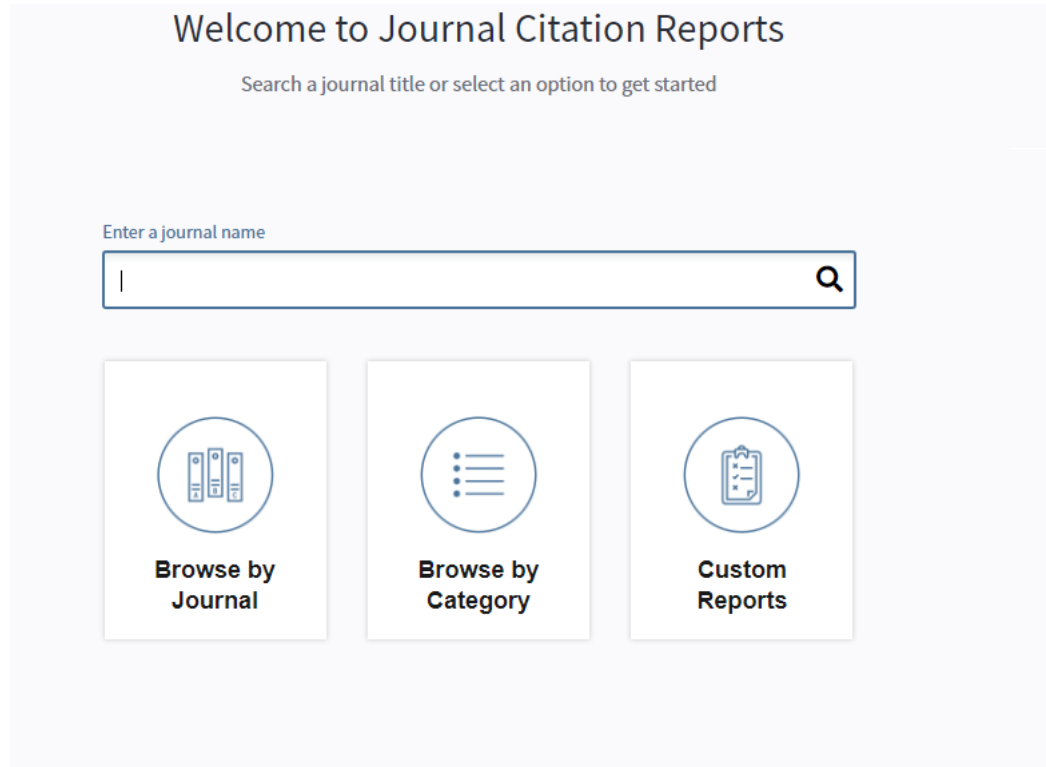 Welcome to Journal Citation Reports
Search a journal title or select an option to get started
Enter a journal name
A B C
Browse by
Journal
Browse by
Category
Custom
Reports